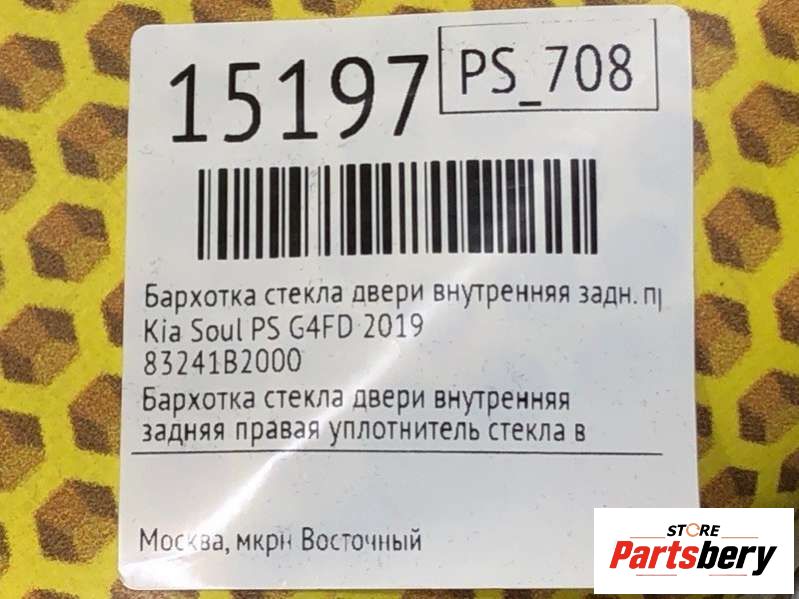 15197
PS_708
Бархотка стекла двери внутренняя задн. п
Kia Soul PS G4FD 2019
83241B2000
Бархотка стекла двери внутренняя
задняя правая уплотнитель стекла в
Москва, мкрн Восточный
STORE
Partsbery